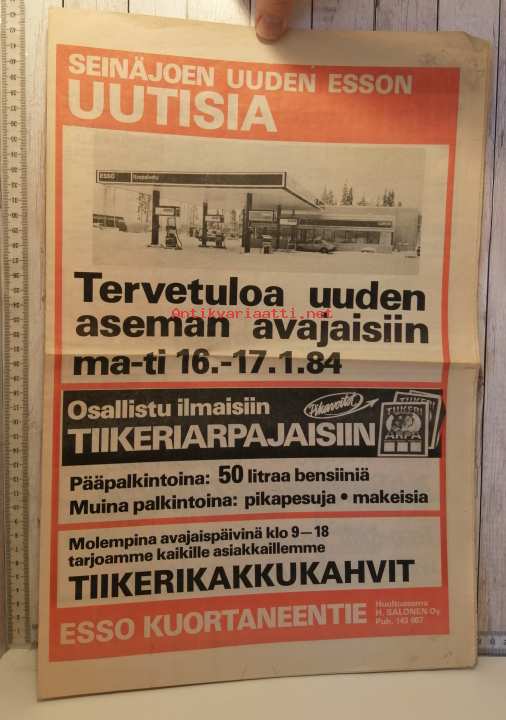 SEINÄJOEN UUDEN ESSON
UUTISIA
ESSO
Tervetuloa uuden
Antikvariaatti.net
aseman avajaisiin
ma-ti 16.-17.1.84
Osallistu ilmaisiin
Pikavoitot
TIIKERIARPAJAISIIN
TIIKERI
ARPA
Pääpalkintoina: 50 litraa bensiiniä
Muina palkintoina: pikapesuja • makeisia
Molempina avajaispäivinä klo 9—18
tarjoamme kaikille asiakkaillemme
TIIKERIKAKKUKAHVIT
ESSO KUORTANEENTIE
Huoltoasema
H. SALONEN Oy
Puh. 143 667